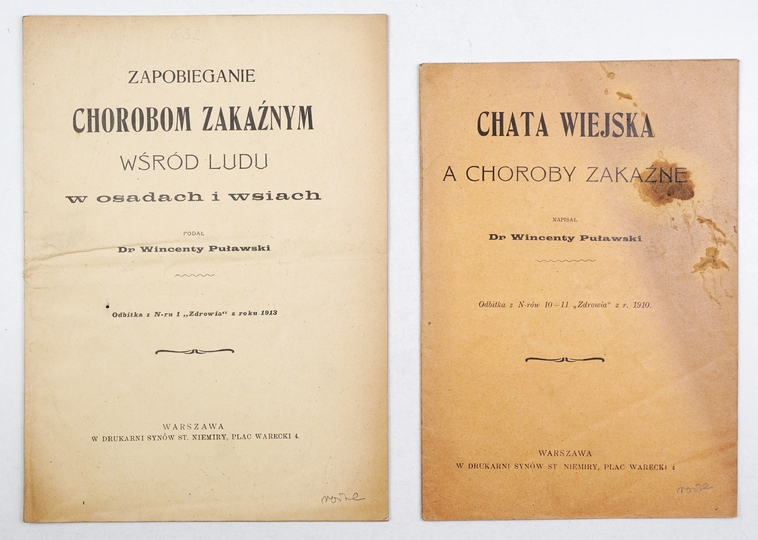 ZAPOBIEGANIE
CHOROBOM ZAKAŹNYM
WŚRÓD LUDU
w osadach i wsiach
PODAŁ
Dr Wincenty Puławski
Odbitka z N-ru 1 „Zdrowia“ z roku 1913
WARSZAWA
W DRUKARNI SYNÓW ST. NIEMIRY, PLAC WARECKI 4.
CHATA WIEJSKA
A CHOROBY ZAKAŹNE
NAPISAŁ
Dr Wincenty Puławski
Odbitka z N-rów 10—11 „Zdrowia“ z r. 1910.
WARSZAWA
W DRUKARNI SYNÓW ST NIEMIRY, PLAC WARECKI 4